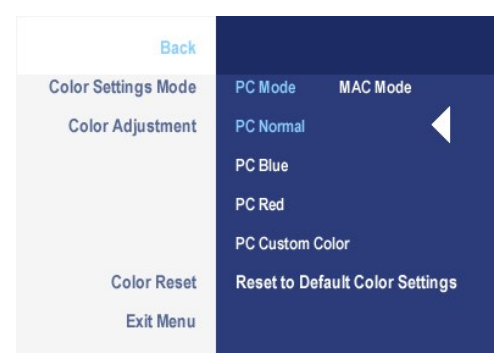 Back
Color Settings Mode PC Mode MAC Mode
Color Adjustment PC Normal
PC Blue
PC Red
PC Custom Color
Color Reset Reset to Default Color Settings
Exit Menu